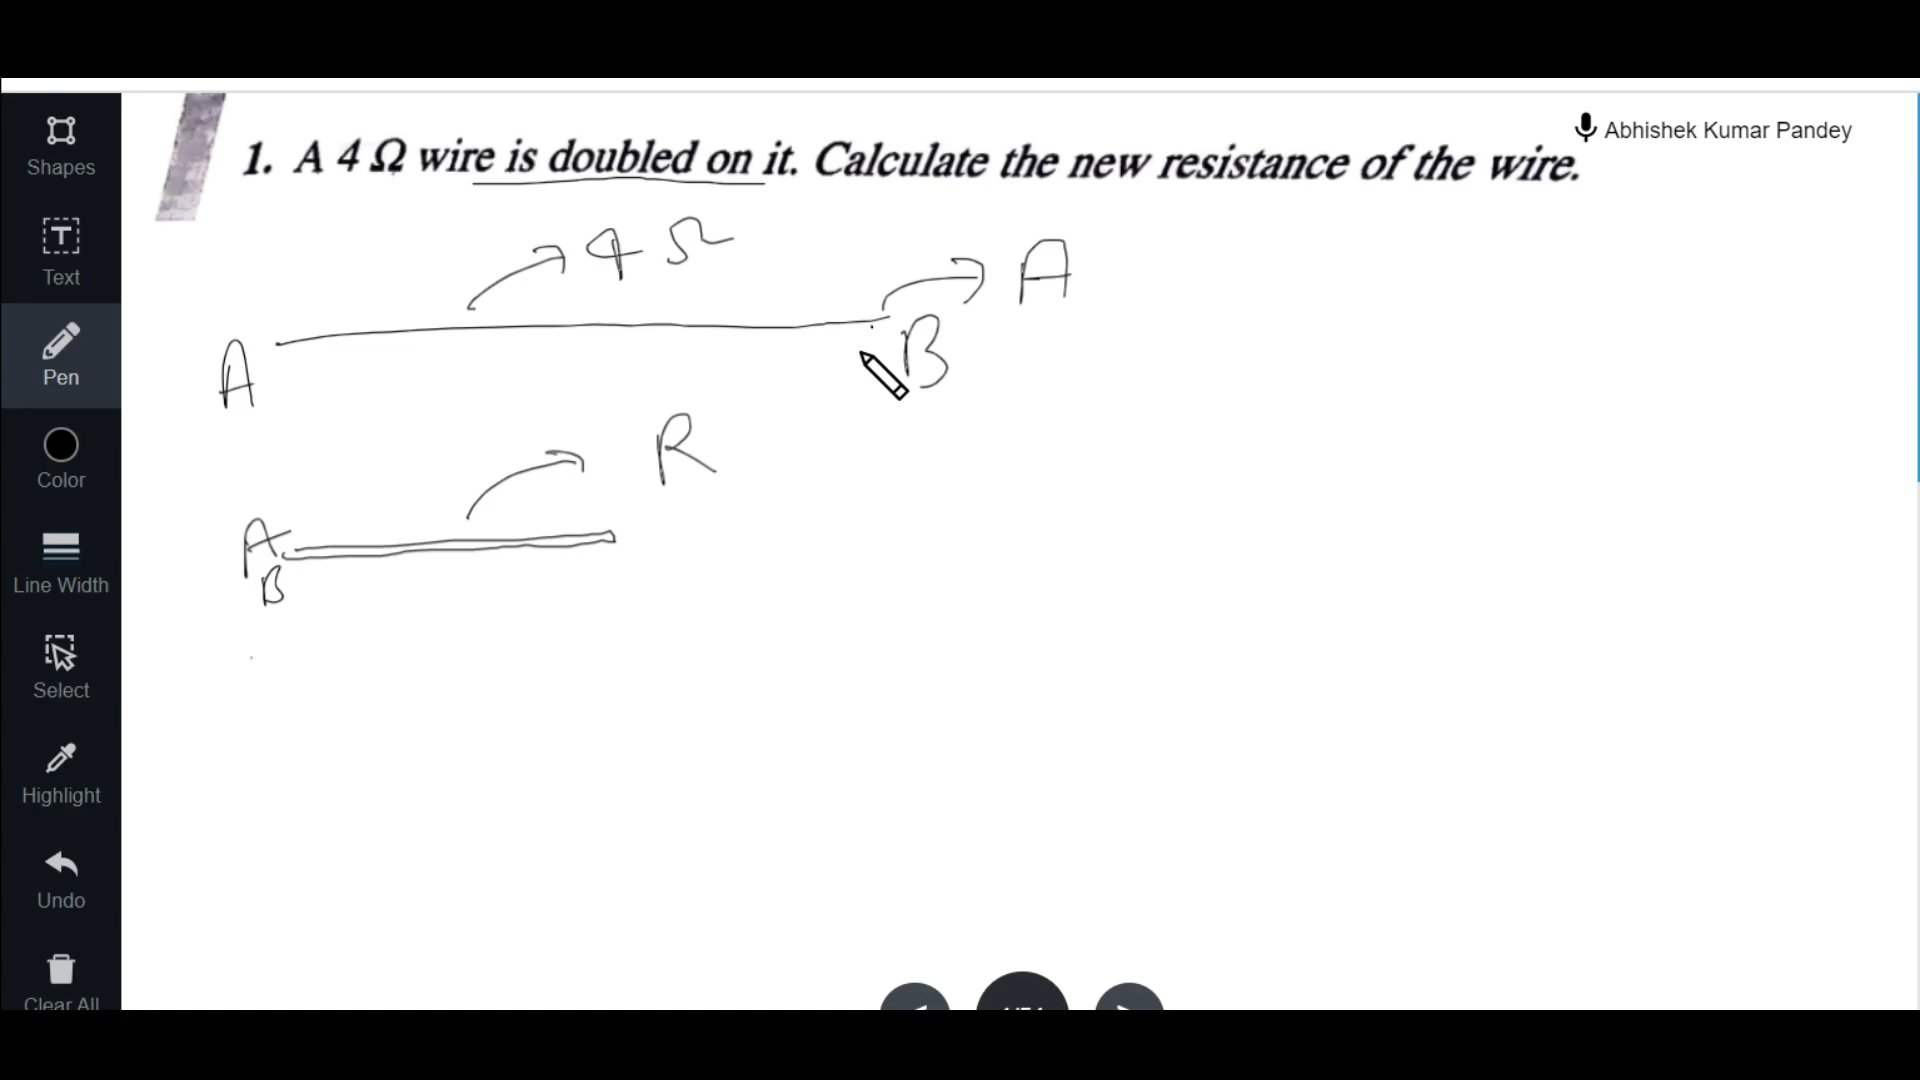 Abhishek Kumar Pandey
1. A 4 Ω wire is doubled on it. Calculate the new resistance of the wire.
4 Ω
A
B
A
R
A
B
Shapes
Text
Pen
Color
Line Width
Select
Highlight
Undo
Clear All